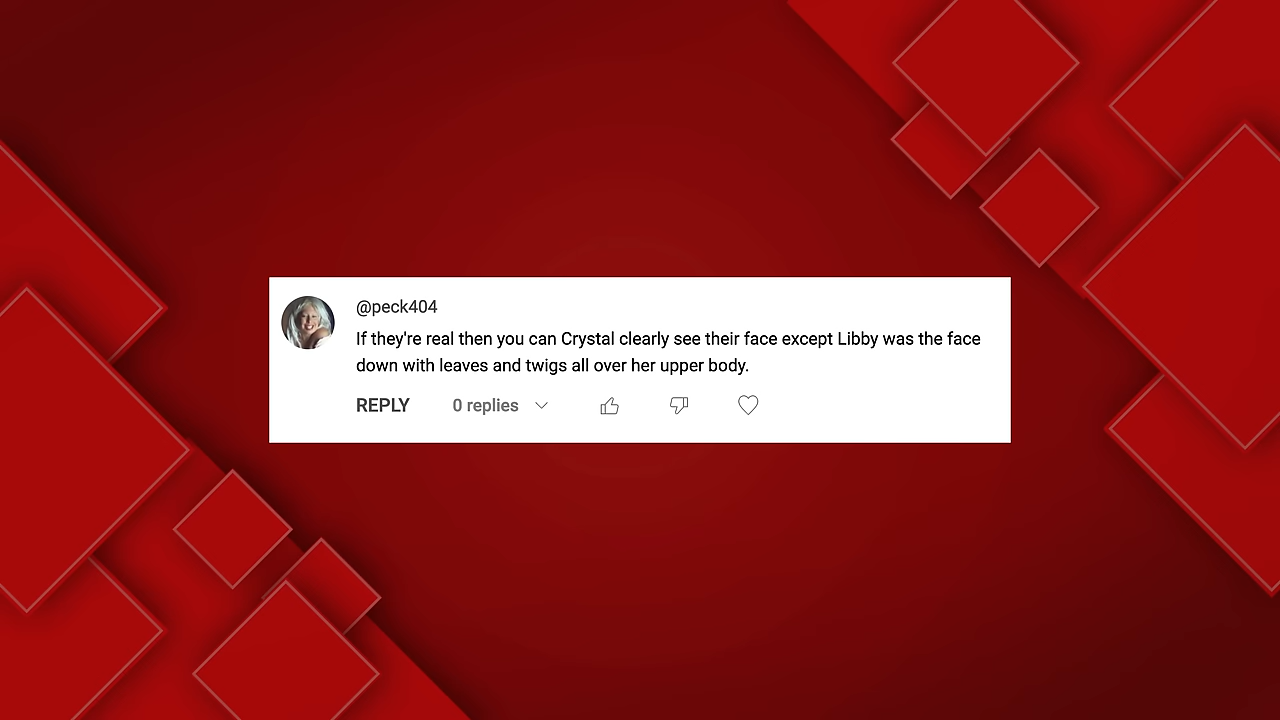 @peck404
If they're real then you can Crystal clearly see their face except Libby was the face
down with leaves and twigs all over her upper body.
REPLY 0 replies